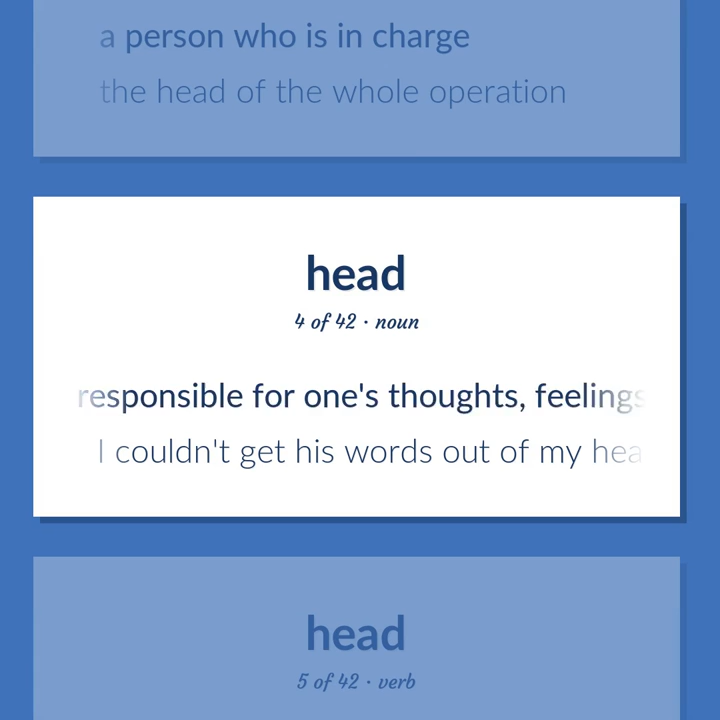 a person who is in charge
the head of the whole operation
head
4 of 42 · noun
responsible for one's thoughts, feelings
I couldn't get his words out of my hea
head
5 of 42 · verb